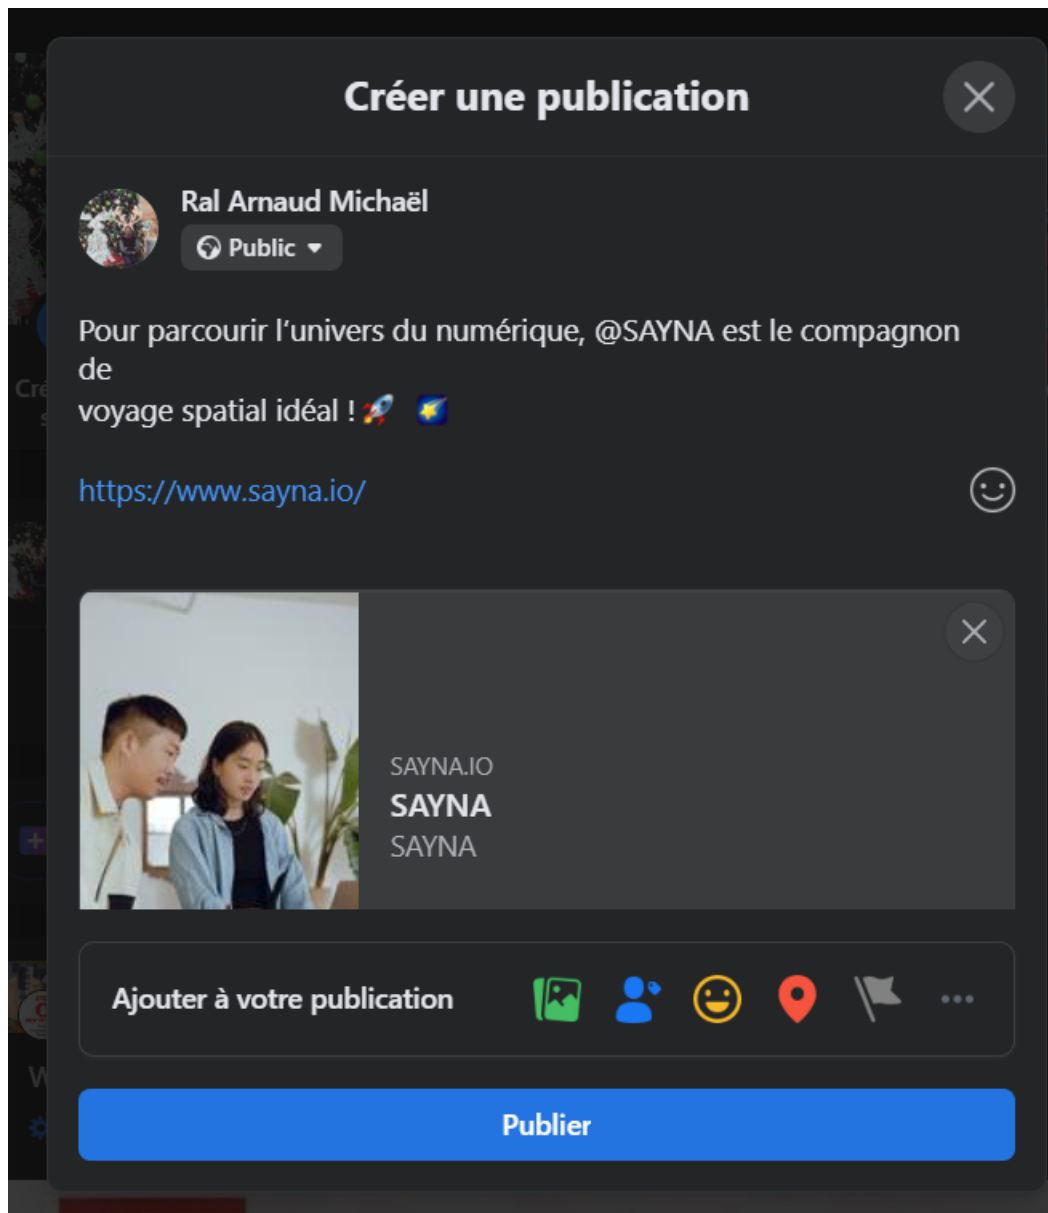 Créer une publication
Ral Arnaud Michaël
Public
Pour parcourir l’univers du numérique, @SAYNA est le compagnon
de
voyage spatial idéal ! 🚀 🌠
https://www.sayna.io/
SAYNA.IO
SAYNA
SAYNA
Ajouter à votre publication
Publier